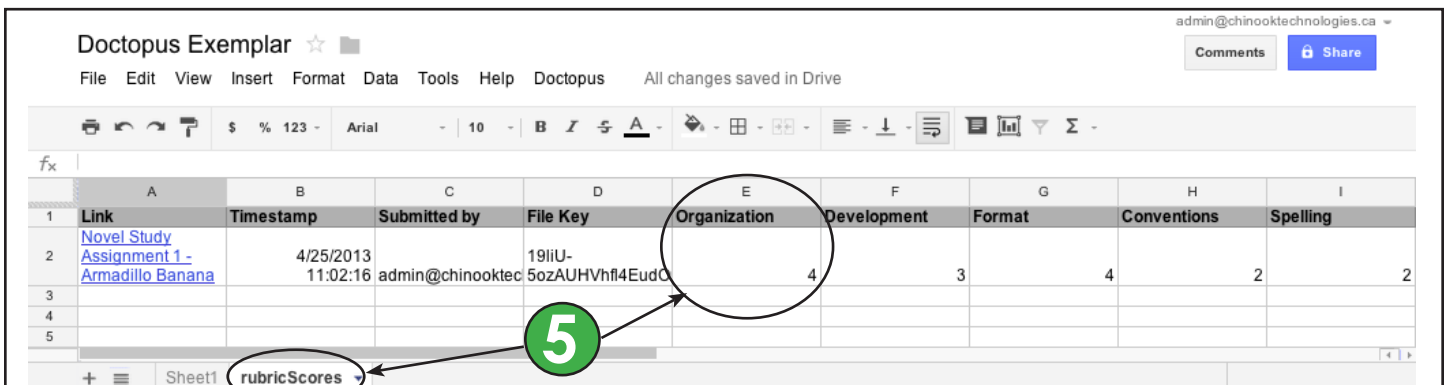 admin@chinooktechnologies.ca
Doctopus Exemplar
Comments
Share
File Edit View Insert Format Data Tools Help Doctopus All changes saved in Drive
$ % 123 - Arial - 10 - B I S A - Σ -
fx
A B C D E F G H I
1 Link Timestamp Submitted by File Key Organization Development Format Conventions Spelling
Novel Study
2 Assignment 1 - 4/25/2013 19IiU-
Armadillo Banana 11:02:16 admin@chinooktec 5ozAUHVhfl4EudO 4 3 4 2 2
3
4
5
5
Sheet1 rubricScores